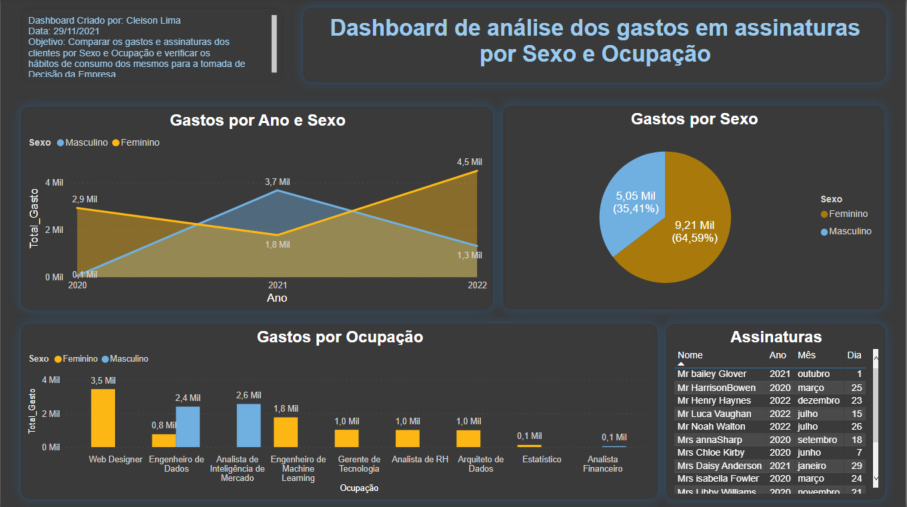 Dashboard Criado por: Cleison Lima
Data: 29/11/2021
Objetivo: Comparar os gastos e assinaturas dos
clientes por Sexo e Ocupação e verificar os
hábitos de consumo dos mesmos para a tomada de
Decisão da Empresa
Dashboard de análise dos gastos em assinaturas
por Sexo e Ocupação
Gastos por Ano e Sexo
Sexo Masculino Feminino
Total_Gasto
4 Mil
2 Mil
0 Mil
2,9 Mil
0,1 Mil
3,7 Mil
1,8 Mil
4,5 Mil
1,3 Mil
2020 2021 2022
Ano
Gastos por Sexo
5,05 Mil
(35,41%)
9,21 Mil
(64,59%)
Sexo
Feminino
Masculino
Gastos por Ocupação
Sexo Feminino Masculino
Total_Gasto
4 Mil
2 Mil
0 Mil
3,5 Mil
0,8 Mil
2,4 Mil
2,6 Mil
1,8 Mil
1,0 Mil
1,0 Mil
1,0 Mil
0,1 Mil
0,1 Mil
Web Designer
Engenheiro de
Dados
Analista de
Inteligência de
Mercado
Engenheiro de
Machine
Learning
Gerente de
Tecnologia
Analista de RH
Arquiteto de
Dados
Estatístico
Analista
Financeiro
Ocupação
Assinaturas
Nome Ano Mês Dia
Mr bailey Glover 2021 outubro 1
Mr HarrisonBowen 2020 março 25
Mr Henry Haynes 2022 dezembro 23
Mr Luca Vaughan 2022 julho 15
Mr Noah Walton 2022 julho 26
Mrs annaSharp 2020 setembro 18
Mrs Chloe Kirby 2020 junho 7
Mrs Daisy Anderson 2021 janeiro 29
Mrs Isabella Fowler 2020 março 24
Mrs Libby Williams 2020 novembro 21